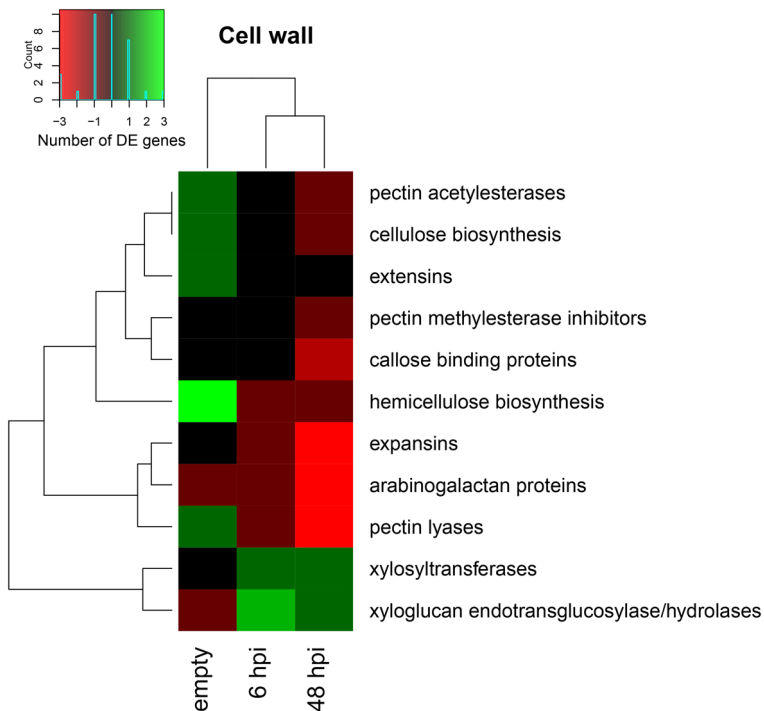 Cell wall
Count
0 2 4 6 8
−3 −1 1 2 3
Number of DE genes
pectin acetylesterases
cellulose biosynthesis
extensins
pectin methylesterase inhibitors
callose binding proteins
hemicellulose biosynthesis
expansins
arabinogalactan proteins
pectin lyases
xylosyltransferases
xyloglucan endotransglucosylase/hydrolases
empty
6 hpi
48 hpi